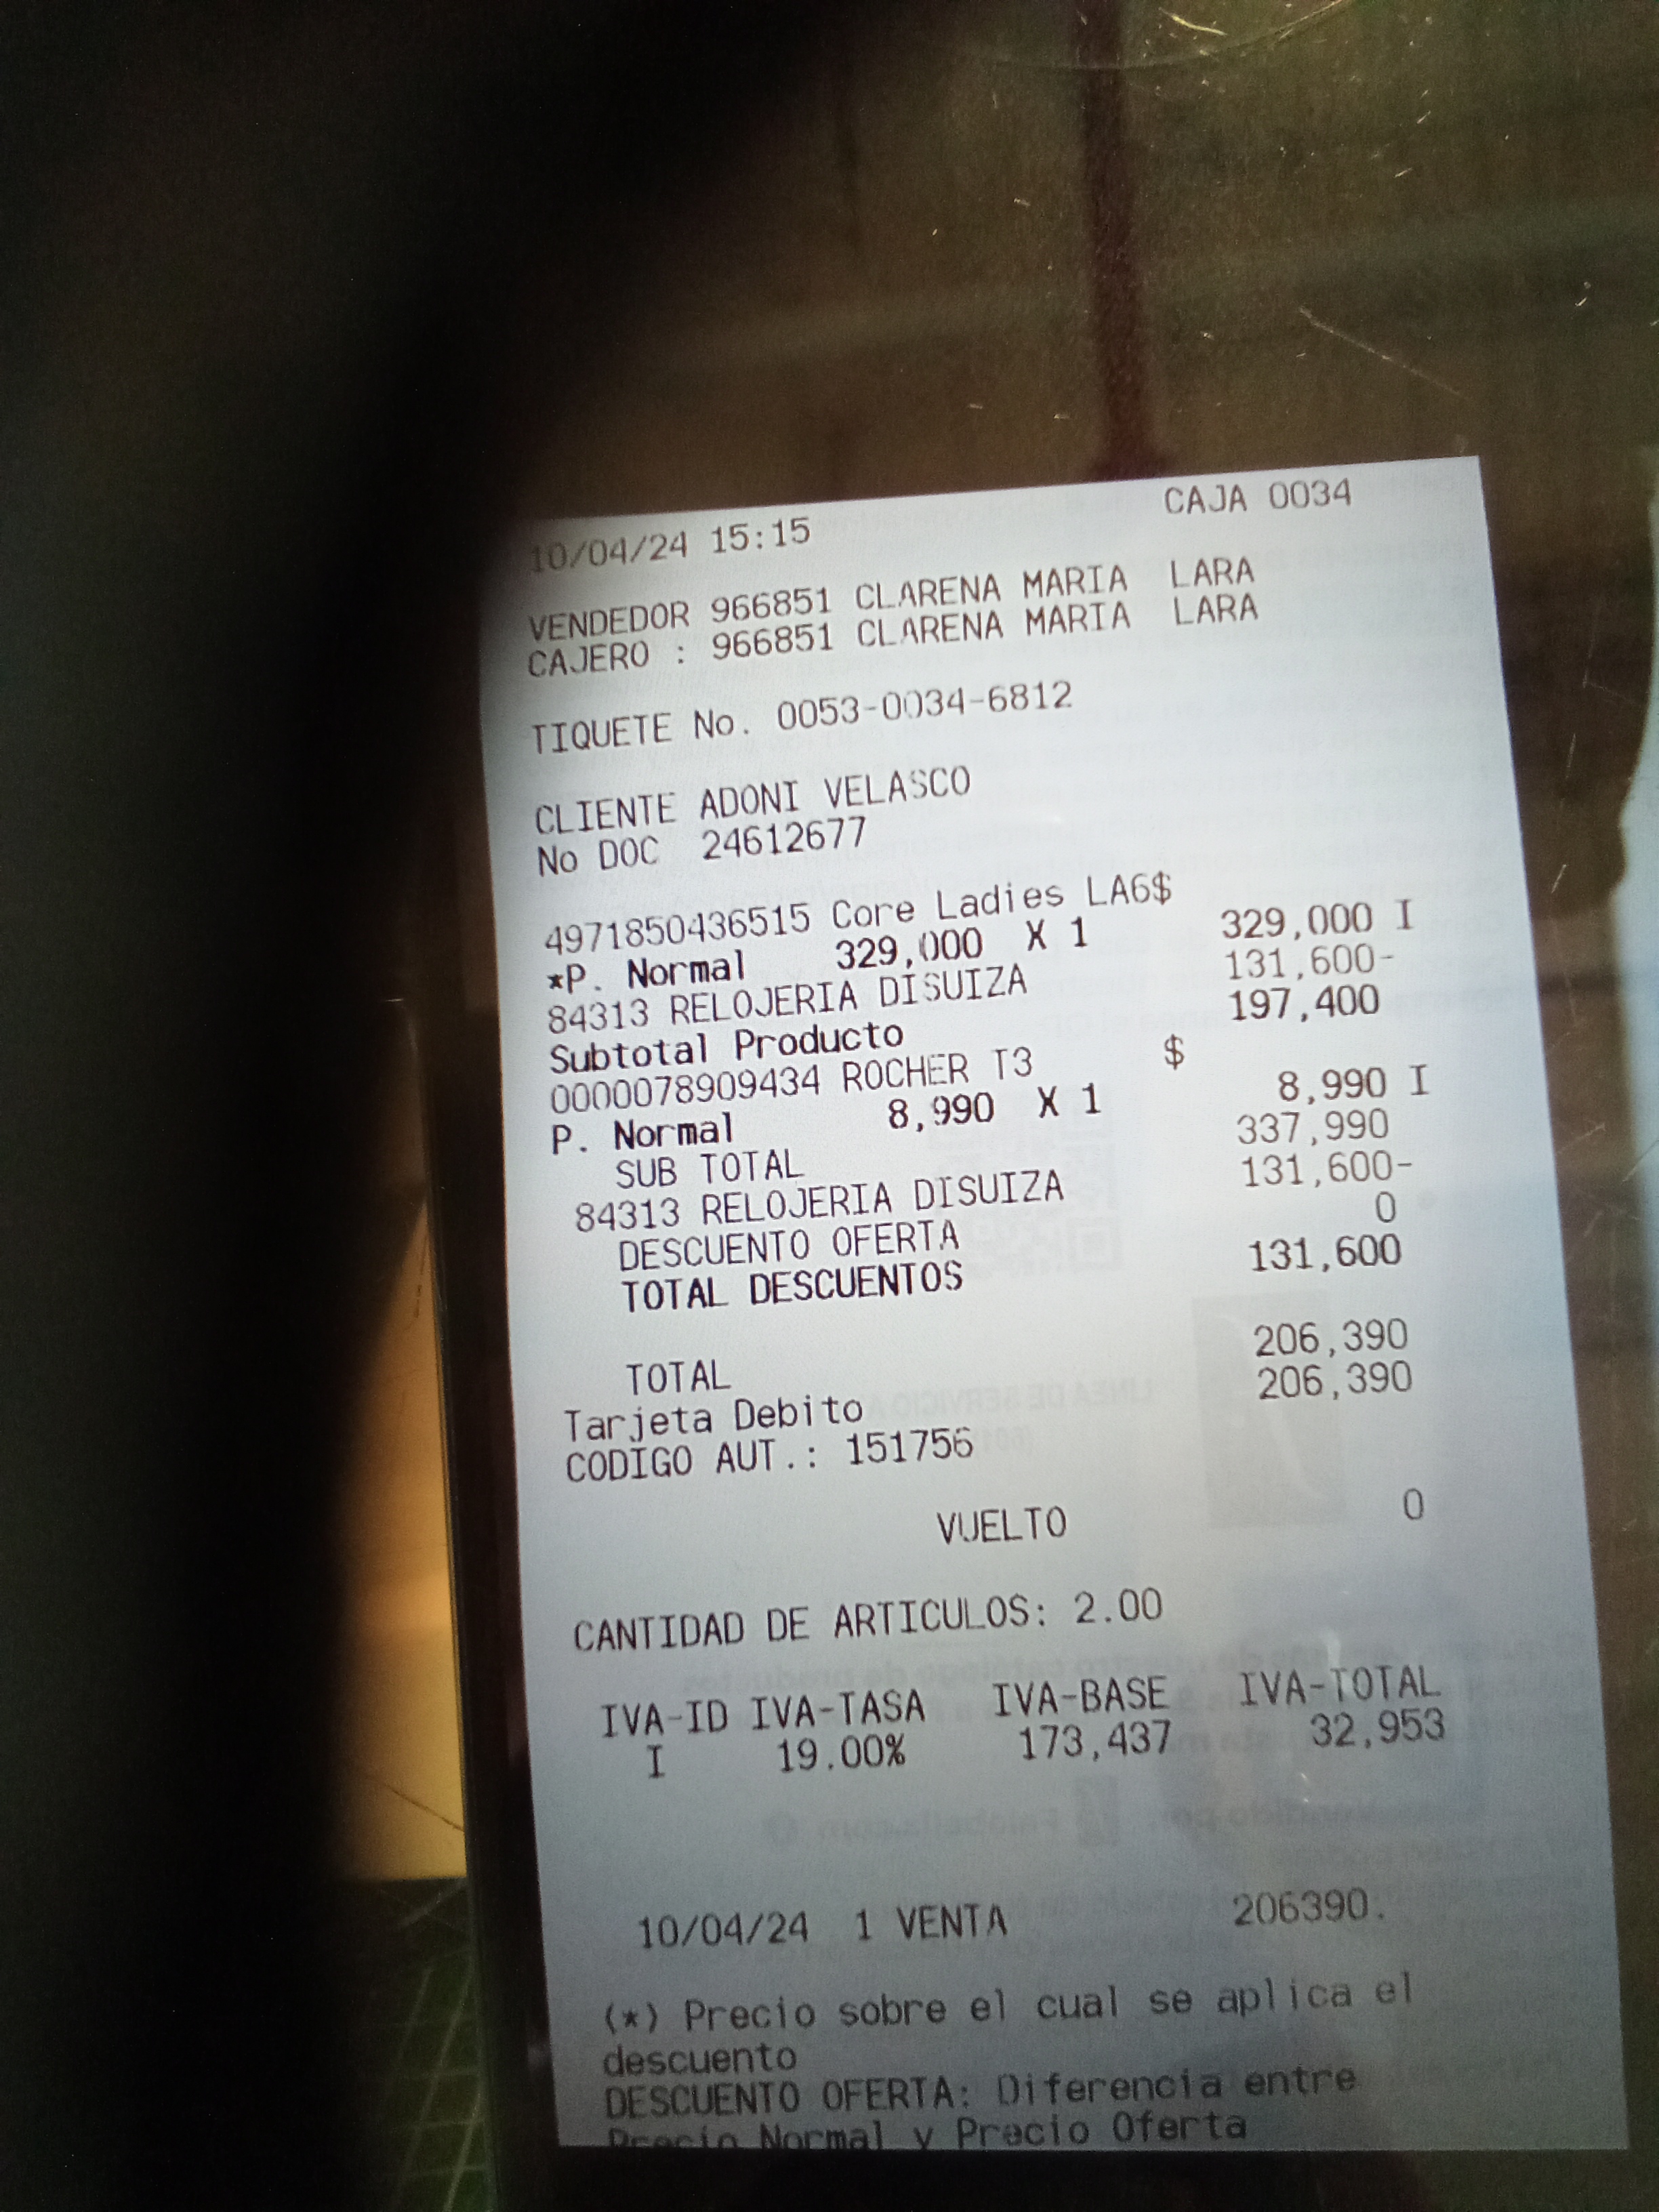 10/04/24 15:15 CAJA 0034
VENDEDOR 966851 CLARENA MARIA LARA
CAJERO : 966851 CLARENA MARIA LARA
TIQUETE No. 0053-0034-6812
CLIENTE ADONI VELASCO
No DOC 24612677
4971850436515 Core Ladies LA6$
*P. Normal 329,000 X 1 329,000 I
84313 RELOJERIA DISUIZA 131,600-
Subtotal Producto 197,400
0000078909434 ROCHER T3 $
P. Normal 8,990 X 1 8,990 I
SUB TOTAL 337,990
84313 RELOJERIA DISUIZA 131,600-
DESCUENTO OFERTA 0
TOTAL DESCUENTOS 131,600
TOTAL 206,390
Tarjeta Debito 206,390
CODIGO AUT.: 151756
VUELTO 0
CANTIDAD DE ARTICULOS: 2.00
IVA-ID IVA-TASA IVA-BASE IVA-TOTAL
I 19.00% 173,437 32,953
10/04/24 1 VENTA 206390.
(*) Precio sobre el cual se aplica el
descuento
DESCUENTO OFERTA: Diferencia entre
Precio Normal y Precio Oferta